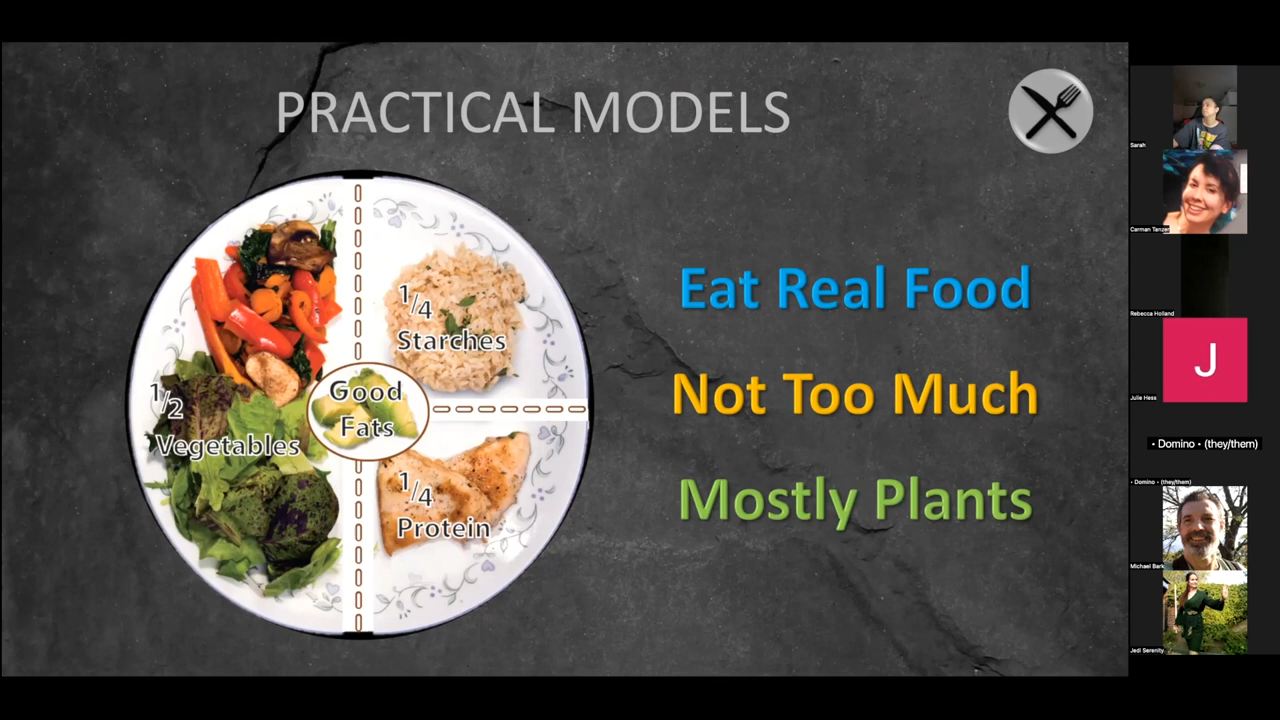 PRACTICAL MODELS
1/2
Vegetables
1/4
Starches
Good
Fats
1/4
Protein
Eat Real Food
Not Too Much
Mostly Plants
Sarah
Carman Tanzer
Rebecca Holland
J
Julie Hess
• Domino • (they/them)
• Domino • (they/them)
Michael Bark
Jedi Serenity